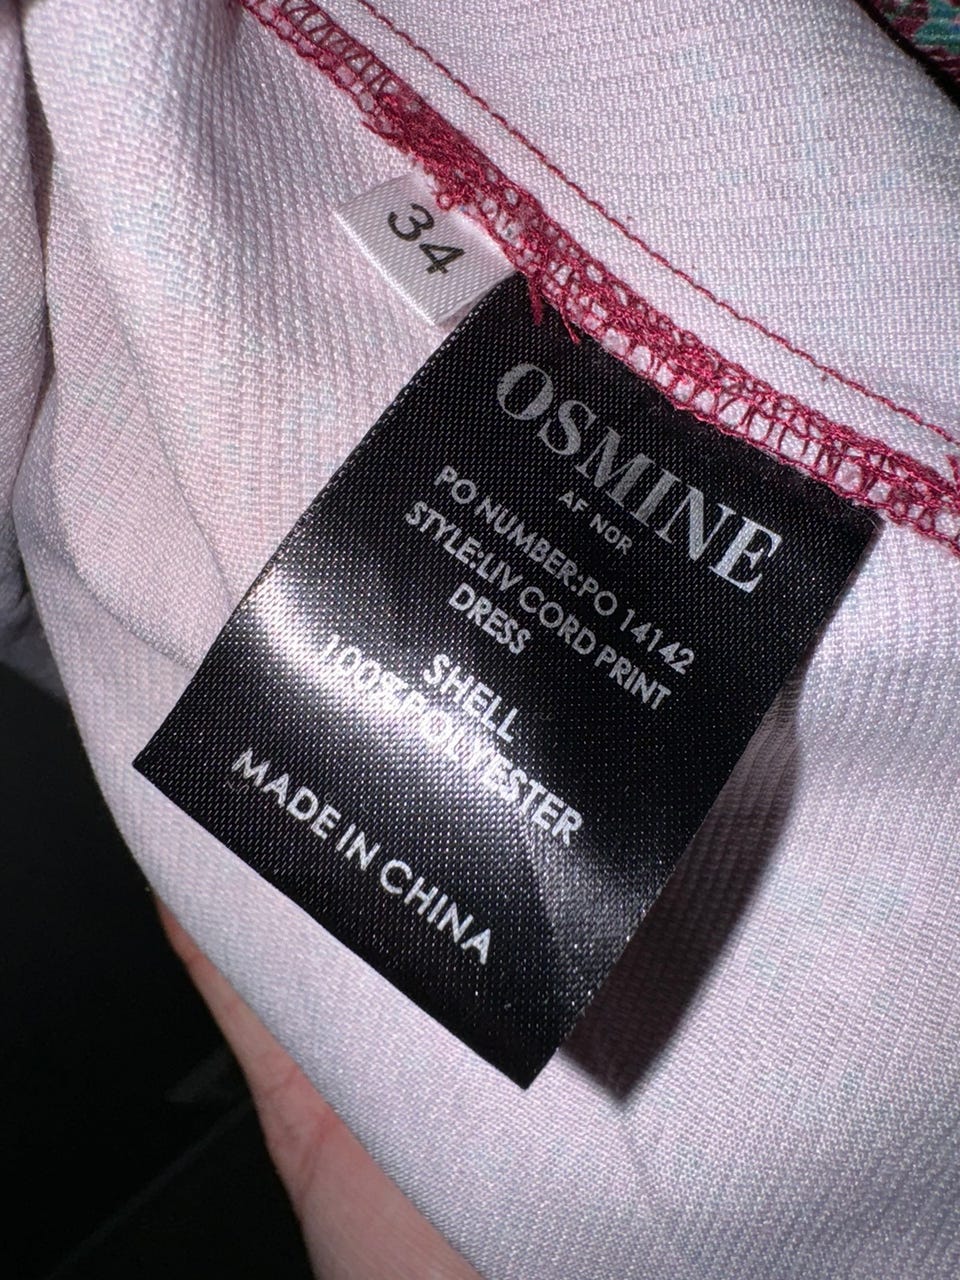 34
OSMINE
AF NOR
PO NUMBER:PO 14142
STYLE:LIV CORD PRINT
DRESS
SHELL
100%POLYESTER
MADE IN CHINA